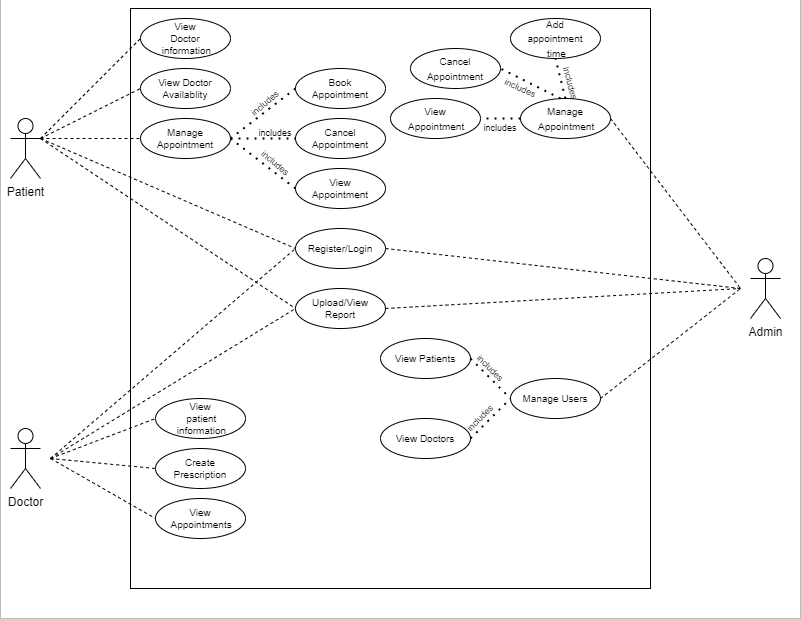 View
Doctor
information
View Doctor
Availablity
Manage
Appointment
includes
includes
includes
Book
Appointment
Cancel
Appointment
View
Appointment
Add
appointment
time
Cancel
Appointment
View
Appointment
includes
includes
includes
Manage
Appointment
Patient
Register/Login
Upload/View
Report
Admin
View Patients
includes
Manage Users
includes
View Doctors
View
patient
information
Create
Prescription
View
Appointments
Doctor